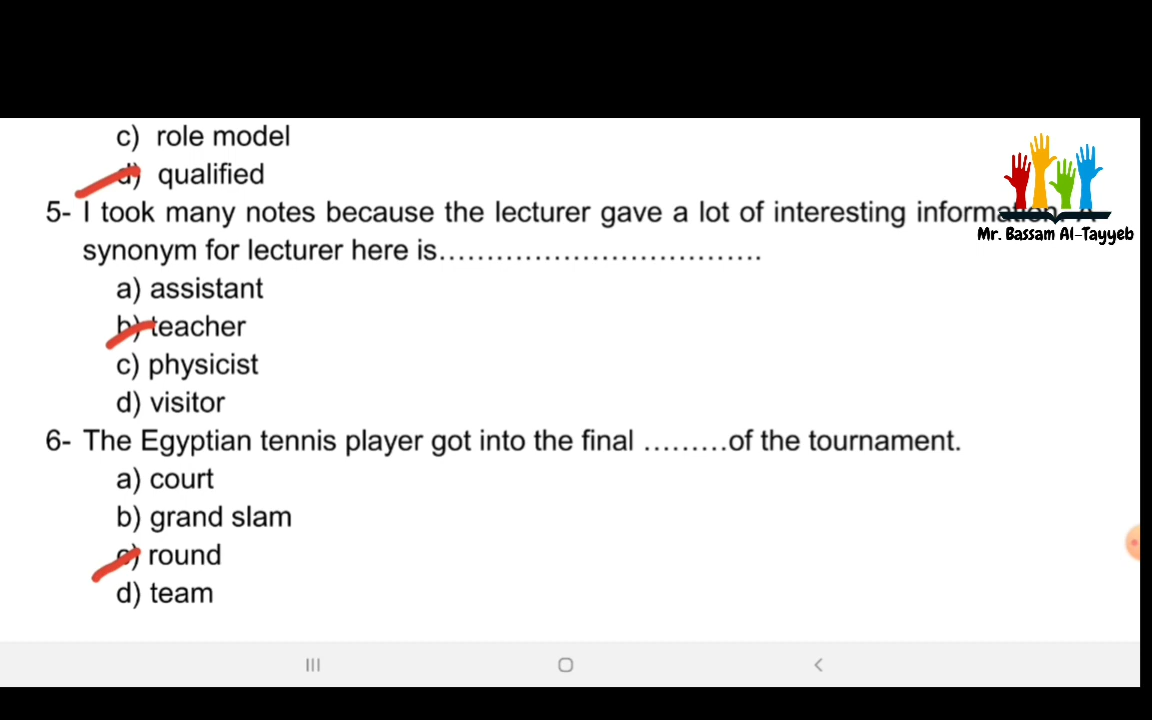 c) role model
d) qualified
5- I took many notes because the lecturer gave a lot of interesting information. A
synonym for lecturer here is.................................
a) assistant
b) teacher
c) physicist
d) visitor
6- The Egyptian tennis player got into the final .........of the tournament.
a) court
b) grand slam
c) round
d) team
Mr. Bassam Al-Tayyeb